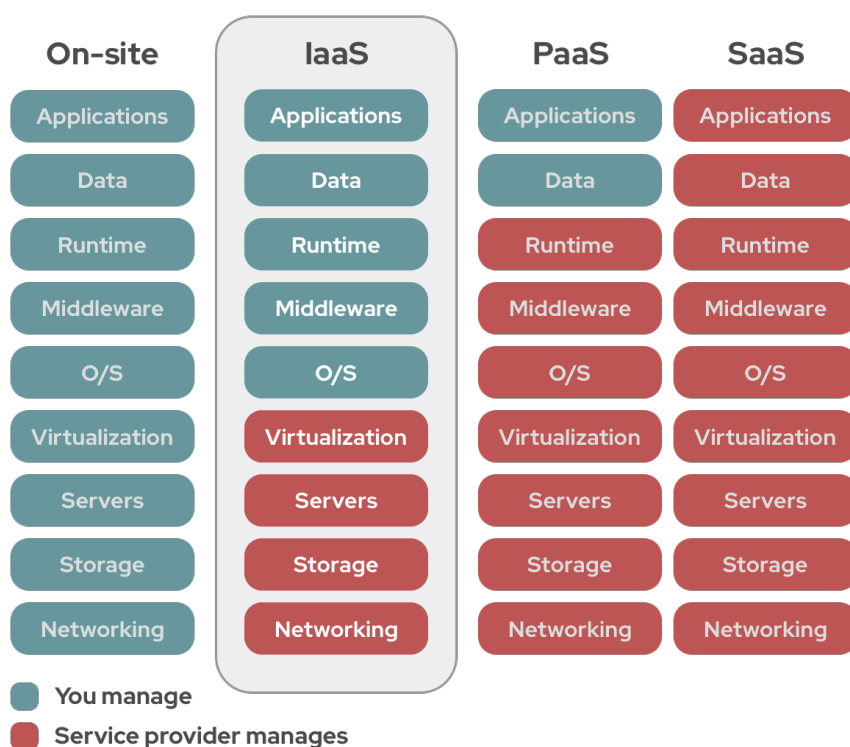 On-site IaaS PaaS SaaS
Applications Applications Applications Applications
Data Data Data Data
Runtime Runtime Runtime Runtime
Middleware Middleware Middleware Middleware
O/S O/S O/S O/S
Virtualization Virtualization Virtualization Virtualization
Servers Servers Servers Servers
Storage Storage Storage Storage
Networking Networking Networking Networking
You manage
Service provider manages